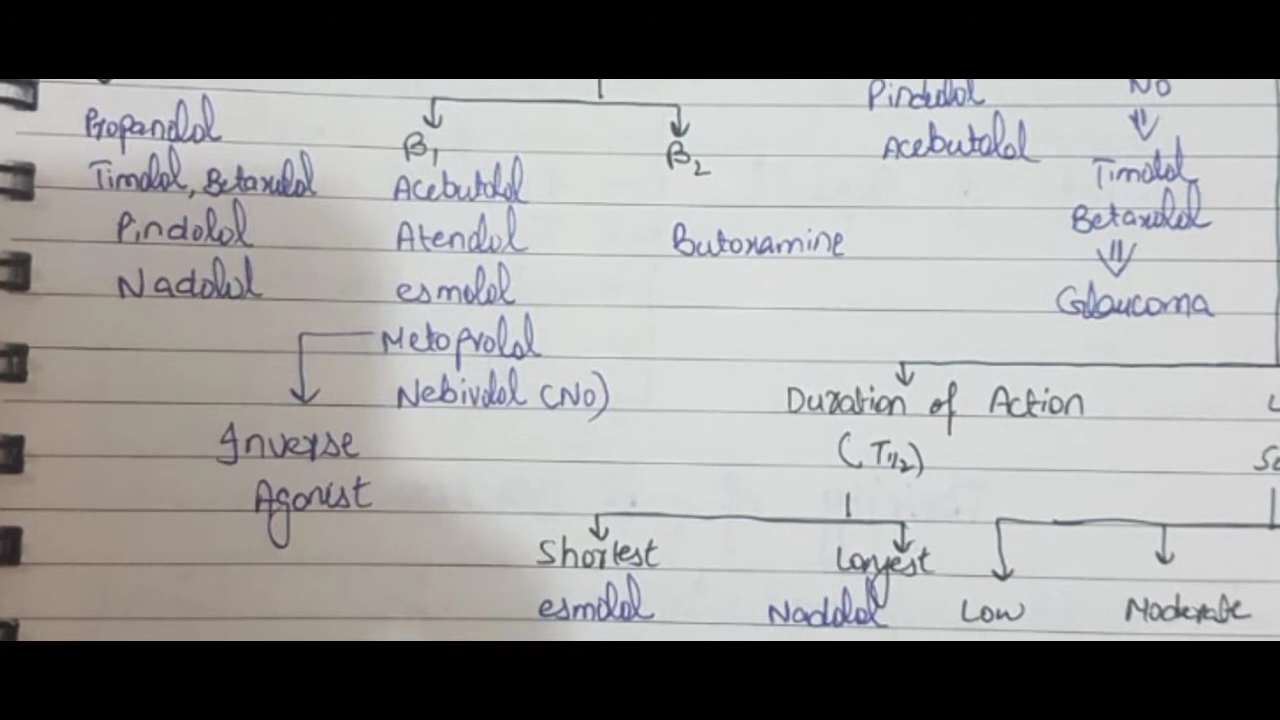 Propanolol
Timolol, Betaxolol
Pindolol
Nadolol
β1
Acebutolol
Atenolol
esmolol
Metoprolol
Nebivolol (NO)
Inverse
Agonist
β2
Butoxamine
Pindolol
Acebutolol
NO
Timolol
Betaxolol
Glaucoma
Duration of Action
(T1/2)
Shortest
esmolol
Longest
Nadolol
Low
Moderate